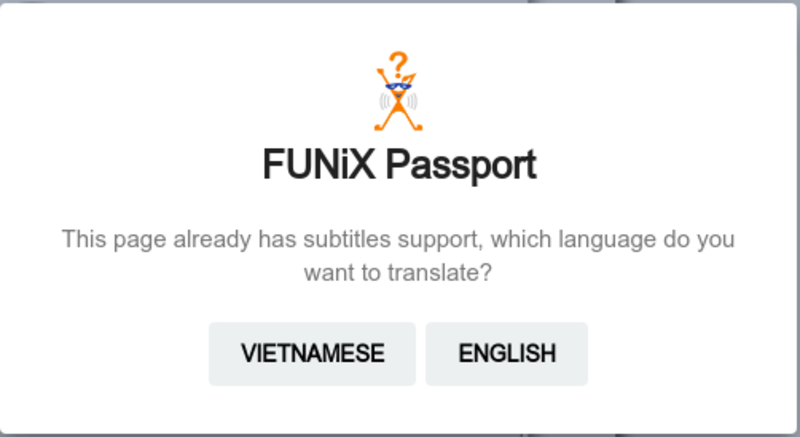 FUNiX Passport
This page already has subtitles support, which language do you
want to translate?
VIETNAMESE ENGLISH